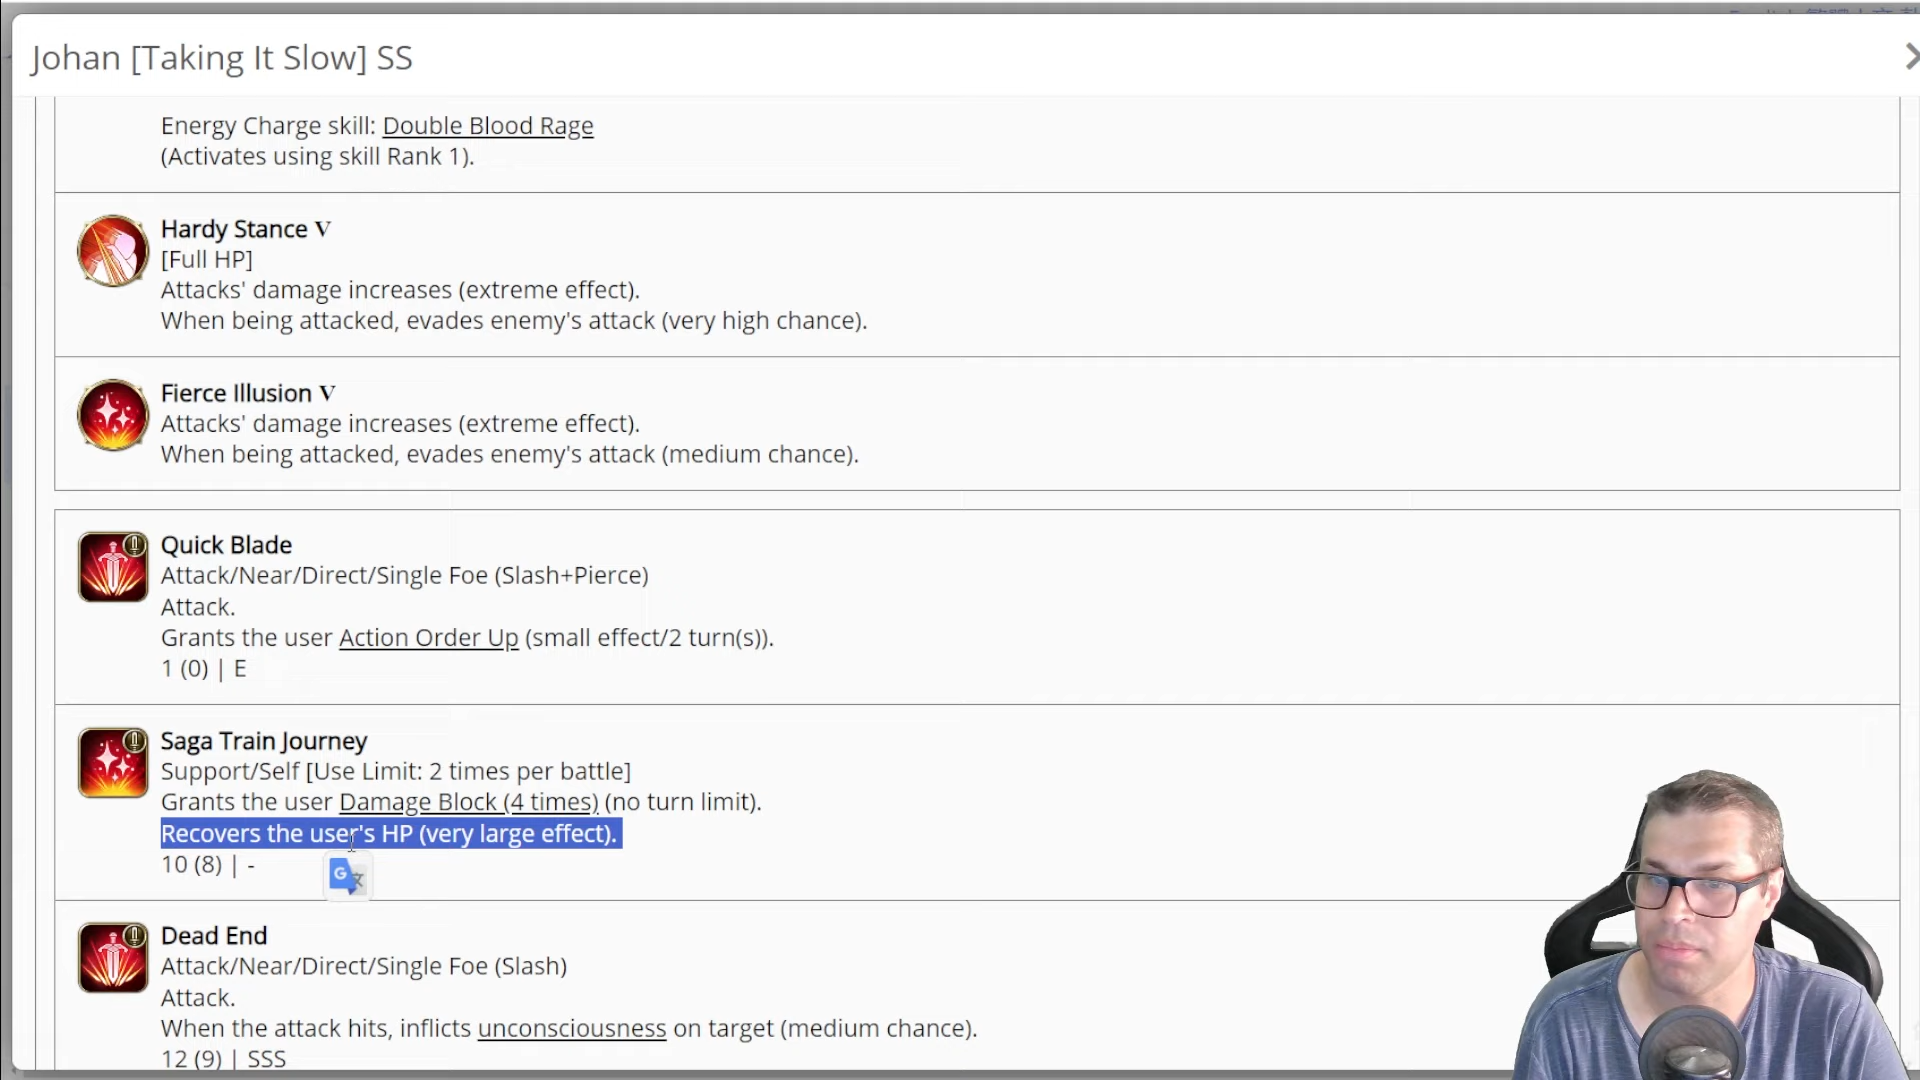 Johan [Taking It Slow] SS
Energy Charge skill: Double Blood Rage
(Activates using skill Rank 1).
Hardy Stance V
[Full HP]
Attacks' damage increases (extreme effect).
When being attacked, evades enemy's attack (very high chance).
Fierce Illusion V
Attacks' damage increases (extreme effect).
When being attacked, evades enemy's attack (medium chance).
Quick Blade
Attack/Near/Direct/Single Foe (Slash+Pierce)
Attack.
Grants the user Action Order Up (small effect/2 turn(s)).
1 (0) | E
Saga Train Journey
Support/Self [Use Limit: 2 times per battle]
Grants the user Damage Block (4 times) (no turn limit).
Recovers the user's HP (very large effect).
10 (8) | -
Dead End
Attack/Near/Direct/Single Foe (Slash)
Attack.
When the attack hits, inflicts unconsciousness on target (medium chance).
12 (9) | SSS